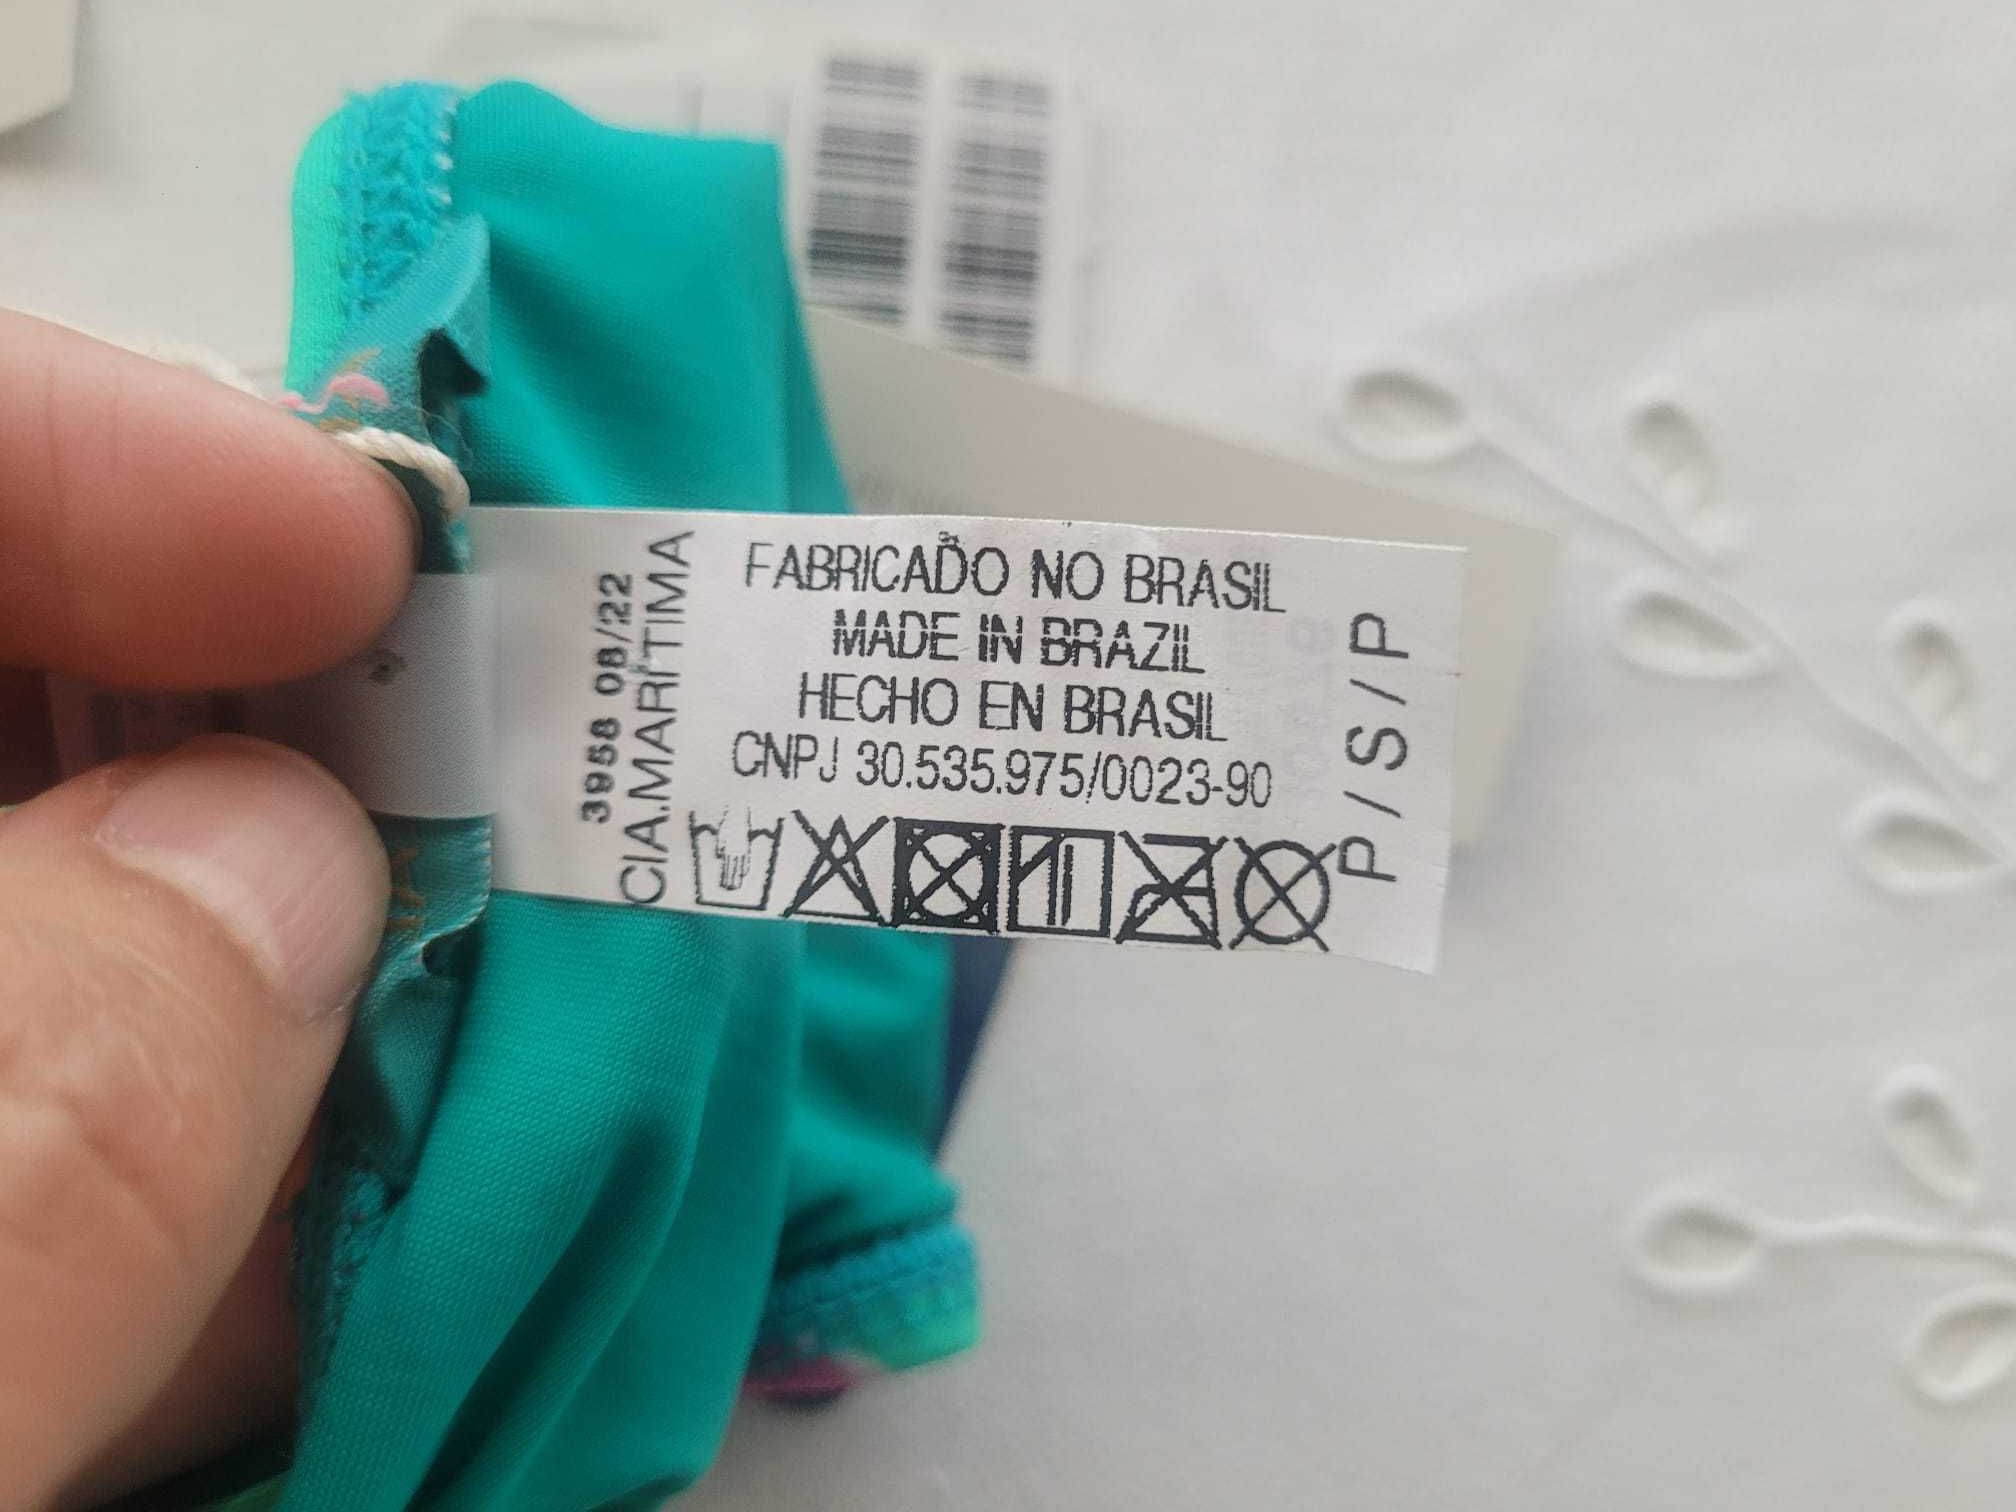 FABRICADO NO BRASIL
MADE IN BRAZIL
HECHO EN BRASIL
CNPJ 30.535.975/0023-90
3958 08/22
CIA.MARÍTIMA
P/S/P